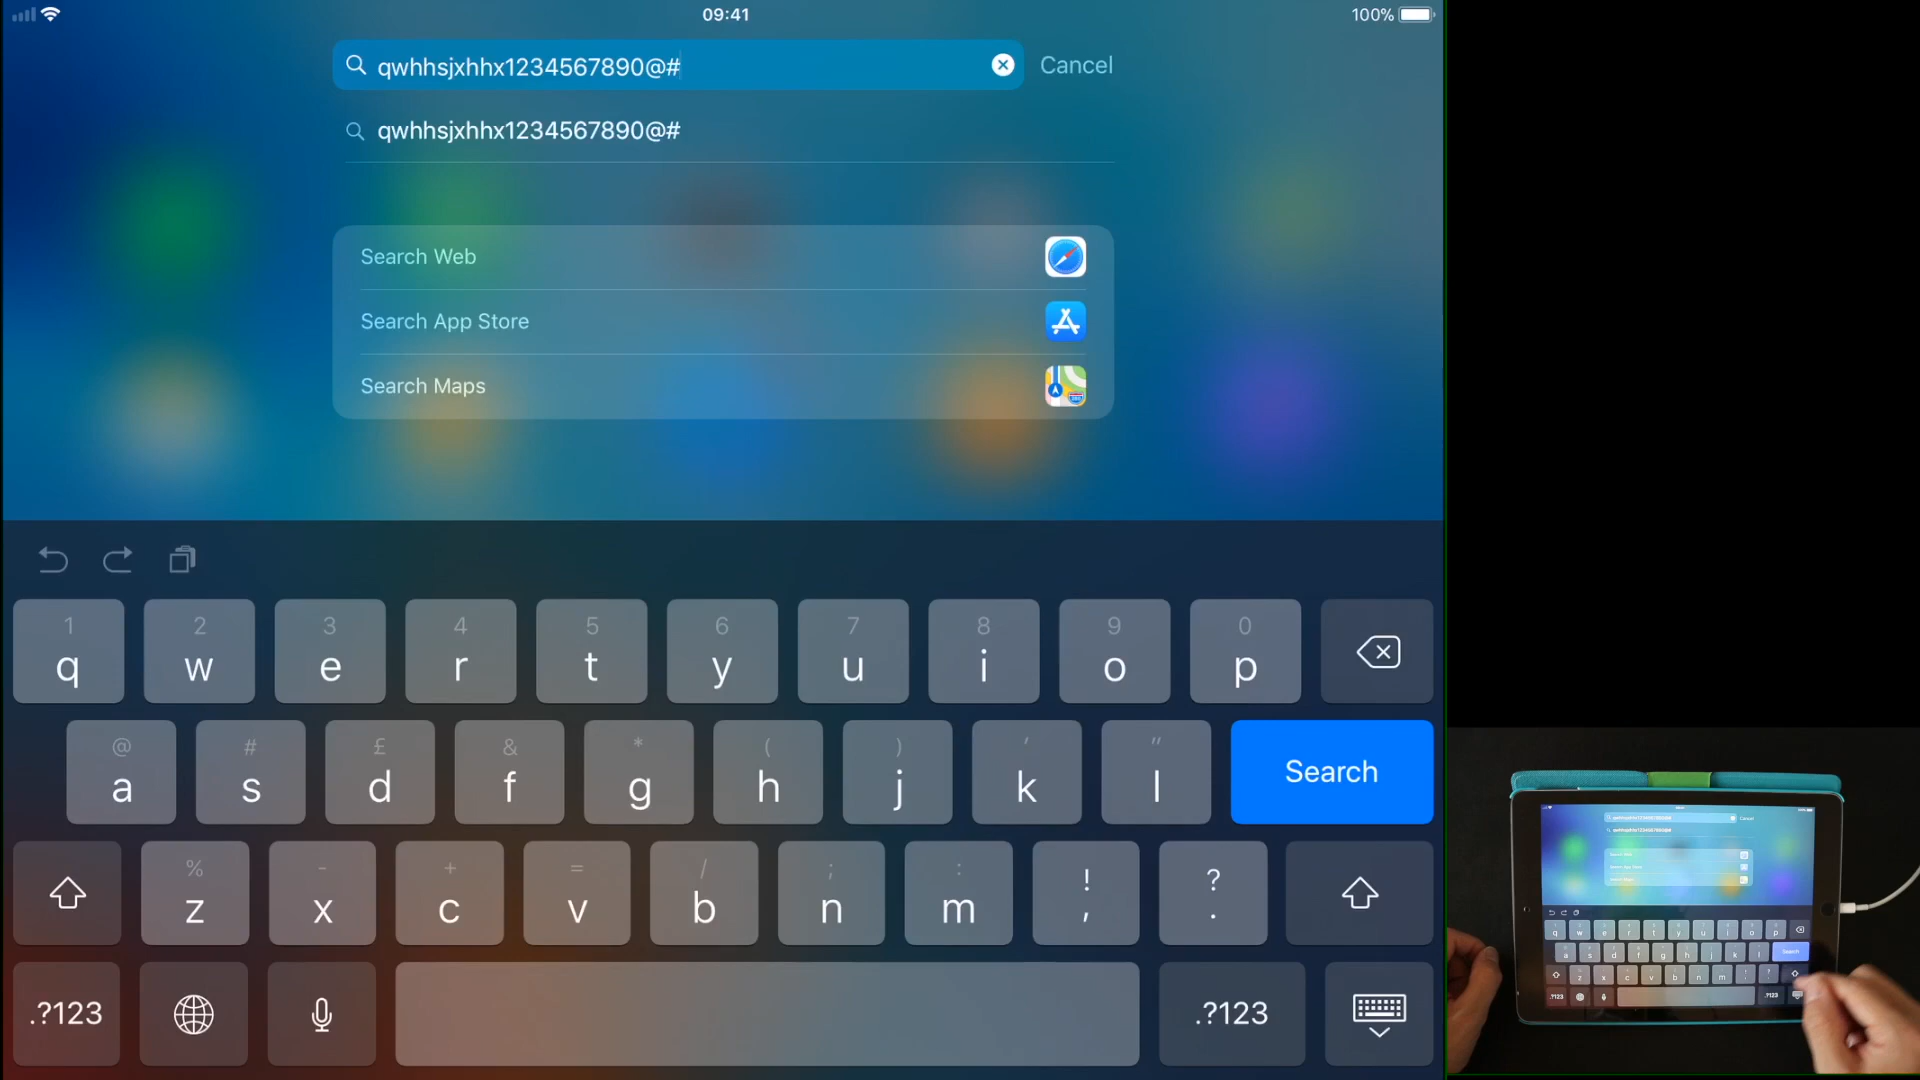 09:41
100%
qwhhsjxhhx1234567890@#
Cancel
qwhhsjxhhx1234567890@#
Search Web
Search App Store
Search Maps
1 2 3 4 5 6 7 8 9 0
q w e r t y u i o p
@ # £ & * ( ) ' "
a s d f g h j k l Search
% - + = / ; : ! ?
z x c v b n m , .
.?123 .?123